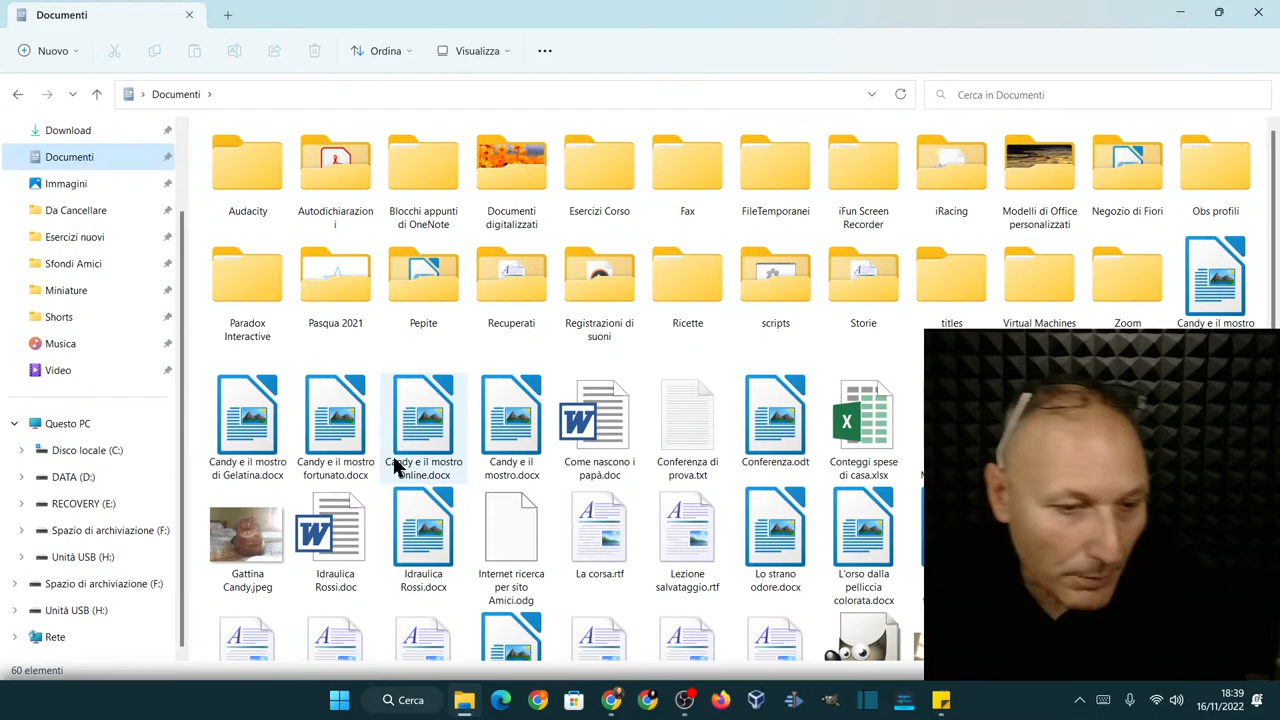 Documenti
Nuovo
Ordina
Visualizza
Documenti
Cerca in Documenti
Download
Documenti
Immagini
Da Cancellare
Esercizi nuovi
Sfondi Amici
Miniature
Shorts
Musica
Video
Questo PC
Disco locale (C:)
DATA (D:)
RECOVERY (E:)
Spazio di archiviazione (F:)
Unità USB (H:)
Spazio di archiviazione (F:)
Unità USB (H:)
Rete
Audacity
Autodichiarazion
i
Blocchi appunti
di OneNote
Documenti
digitalizzati
Esercizi Corso
Fax
FileTemporanei
iFun Screen
Recorder
iRacing
Modelli di Office
personalizzati
Negozio di Fiori
Obs profili
Paradox
Interactive
Pasqua 2021
Pepite
Recuperati
Registrazioni di
suoni
Ricette
scripts
Storie
titles
Virtual Machines
Zoom
Candy e il mostro
Candy e il mostro
di Gelatina.docx
Candy e il mostro
fortunato.docx
Candy e il mostro
online.docx
Candy e il
mostro.docx
Come nascono i
papà.doc
Conferenza di
prova.txt
Conferenza.odt
Conteggi spese
di casa.xlsx
Gattina
Candy.jpeg
Idraulica
Rossi.doc
Idraulica
Rossi.docx
Internet ricerca
per sito
Amici.odg
La corsa.rtf
Lezione
salvataggio.rtf
Lo strano
odore.docx
L'orso dalla
pelliccia
colorata.docx
60 elementi
Cerca
18:39
16/11/2022